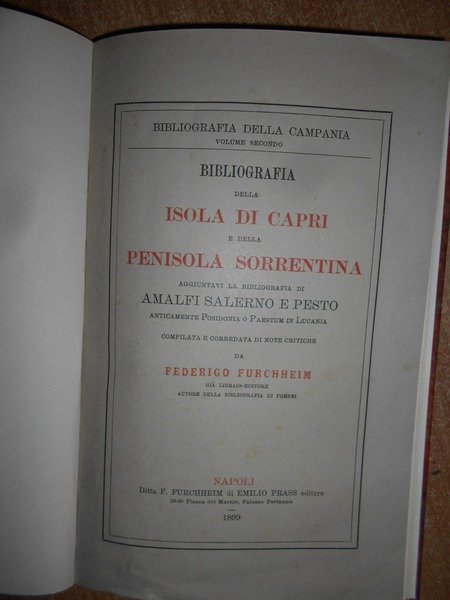 BIBLIOGRAFIA DELLA CAMPANIA
VOLUME SECONDO
BIBLIOGRAFIA
DELLA
ISOLA DI CAPRI
E DELLA
PENISOLA SORRENTINA
AGGIUNTAVI LA BIBLIOGRAFIA DI
AMALFI SALERNO E PESTO
ANTICAMENTE POSIDONIA O PAESTUM IN LUCANIA
COMPILATA E CORREDATA DI NOTE CRITICHE
DA
FEDERIGO FURCHHEIM
GIÀ LIBRAIO-EDITORE
AUTORE DELLA BIBLIOGRAFIA DI POMPEI
NAPOLI
Ditta F. FURCHHEIM di EMILIO PRASS editore
59-60 Piazza dei Martiri, Palazzo Partanna
1899